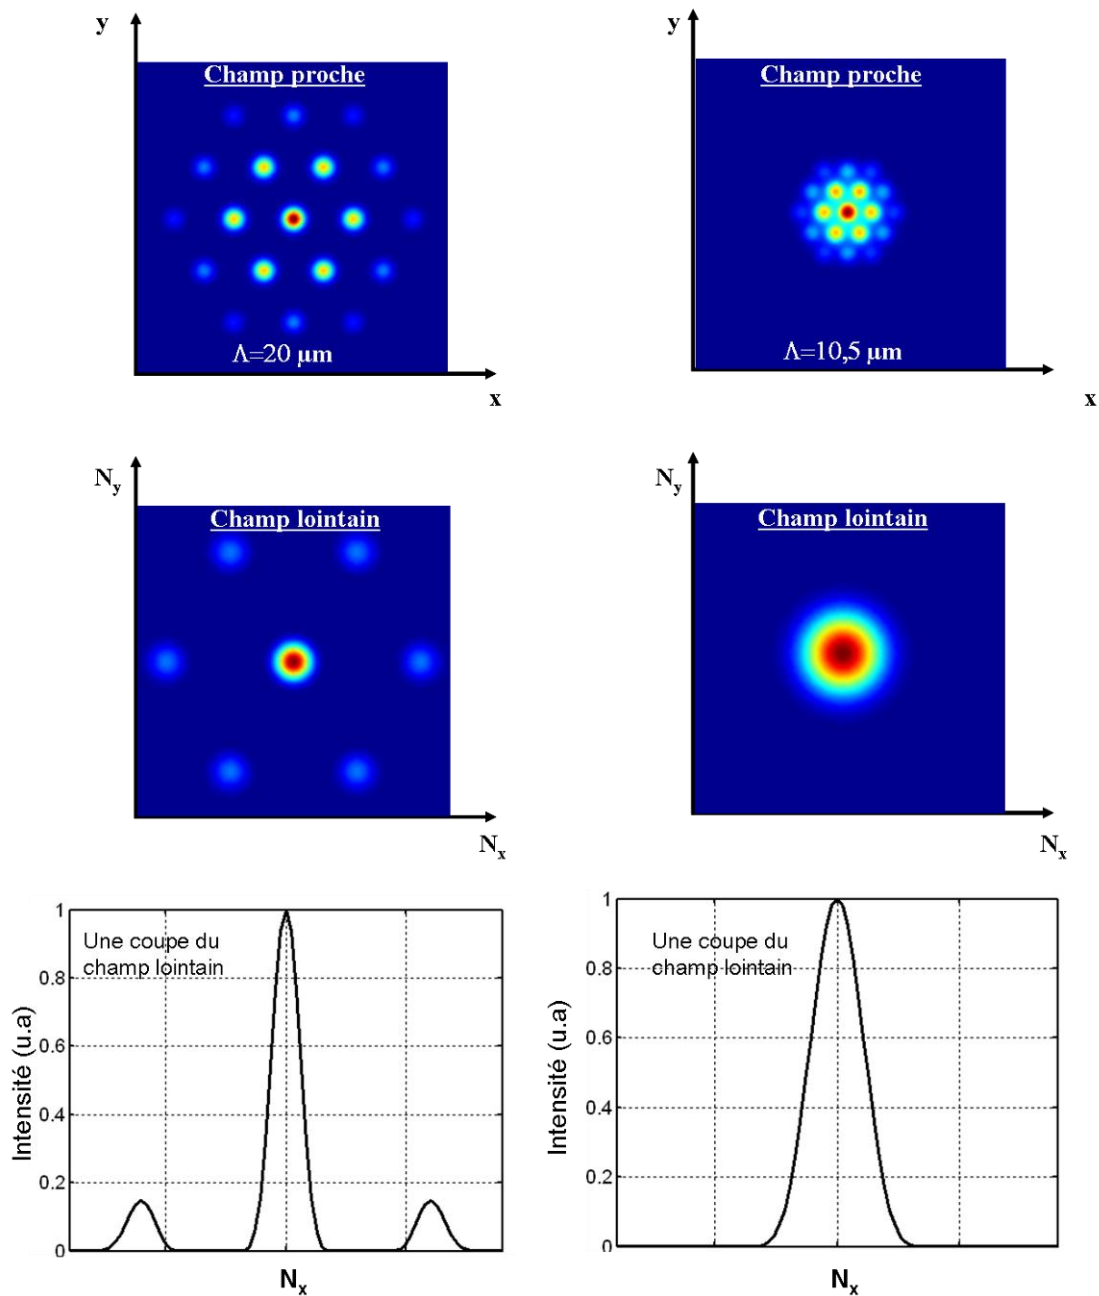 y
Champ proche
Λ=20 μm
x
y
Champ proche
Λ=10,5 μm
x
Ny
Champ lointain
Nx
Ny
Champ lointain
Nx
1
0.8
0.6
0.4
0.2
0
Une coupe du
champ lointain
Intensité (u.a)
Nx
1
0.8
0.6
0.4
0.2
0
Une coupe du
champ lointain
Intensité (u.a)
Nx